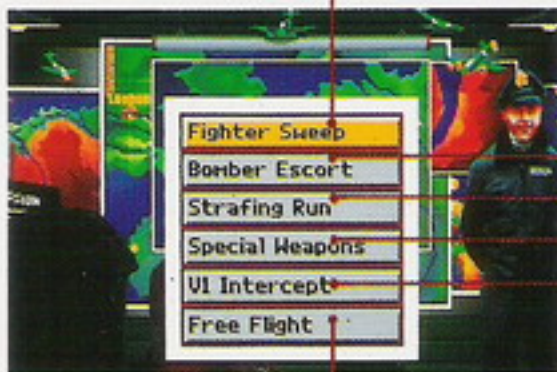 Fighter Sweep
Bomber Escort
Strafing Run
Special Weapons
V1 Intercept
Free Flight